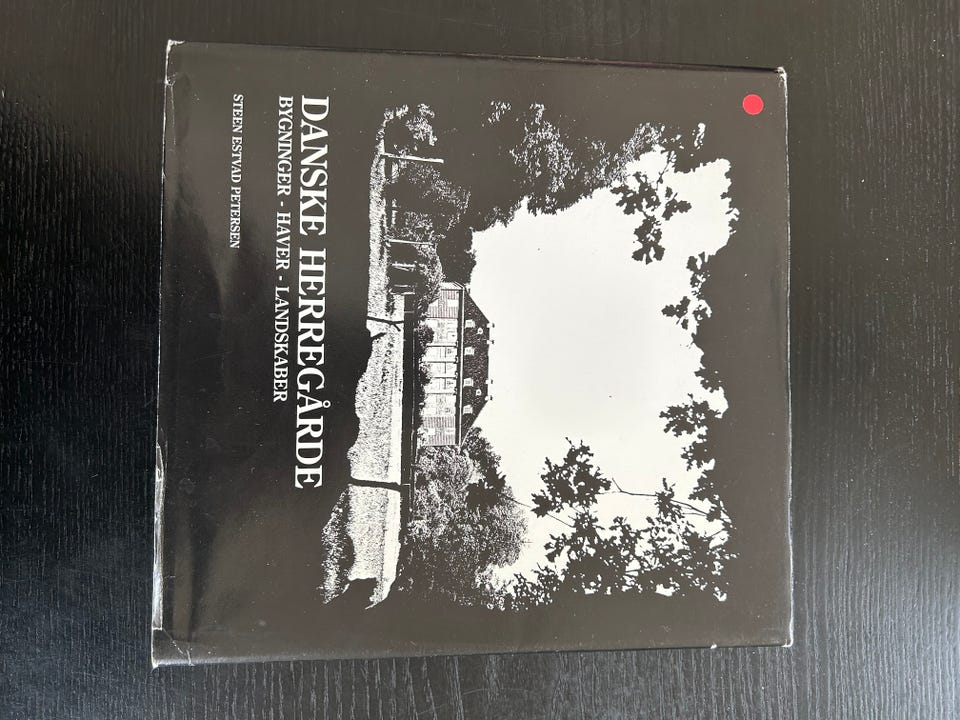 DANSKE HERREGÅRDE
BYGNINGER - HAVER - LANDSKABER
STEEN ESTVAD PETERSEN